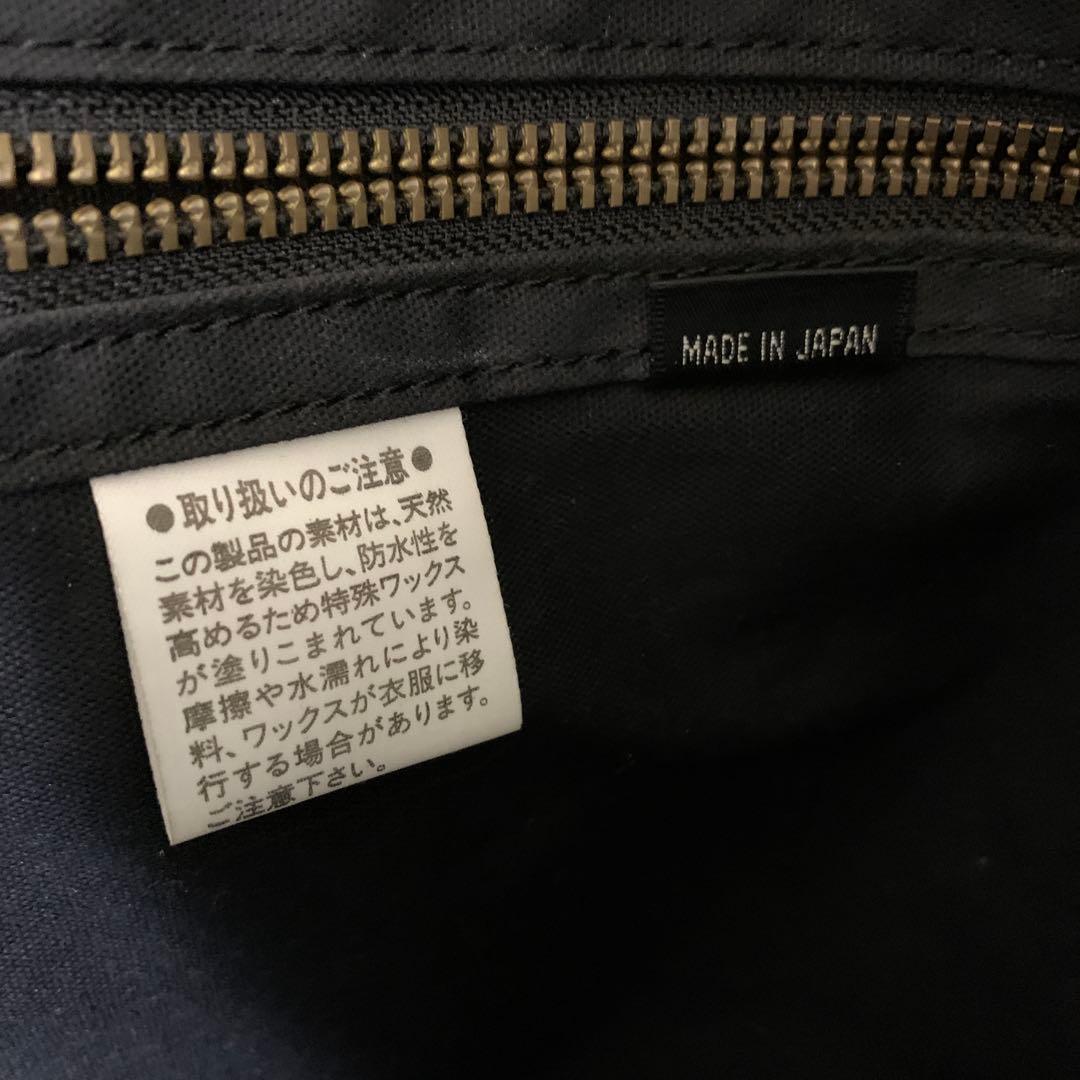 MADE IN JAPAN
●取り扱いのご注意●
この製品の素材は、天然
素材を染色し、防水性を
高めるため特殊ワックス
が塗りこまれています。
摩擦や水濡れにより染
料、ワックスが衣服に移
行する場合があります。
ご注意下さい。